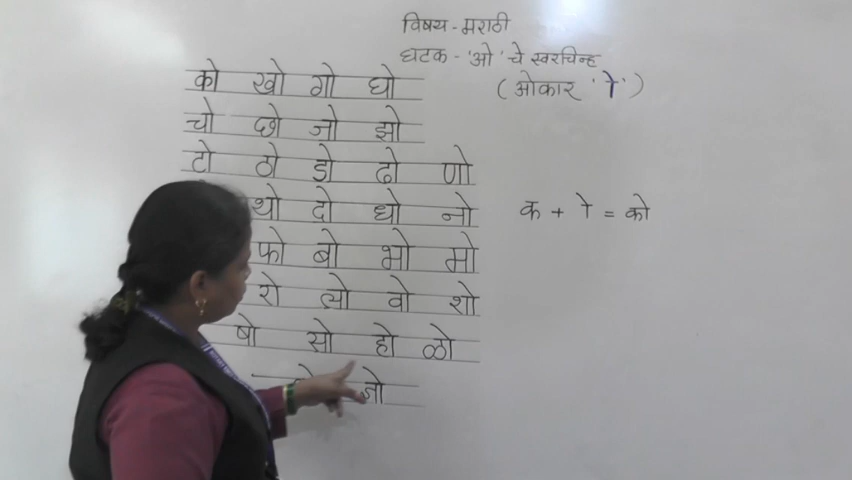 विषय - मराठी
घटक - 'ओ' चे स्वरचिन्ह
(ओकार 'ो')
को खो गो घो
चो छो जो झो
टो ठो डो ढो णो
थो दो धो नो
फो बो भो मो
रो लो वो शो
षो सो हो ळो
क + ो = को